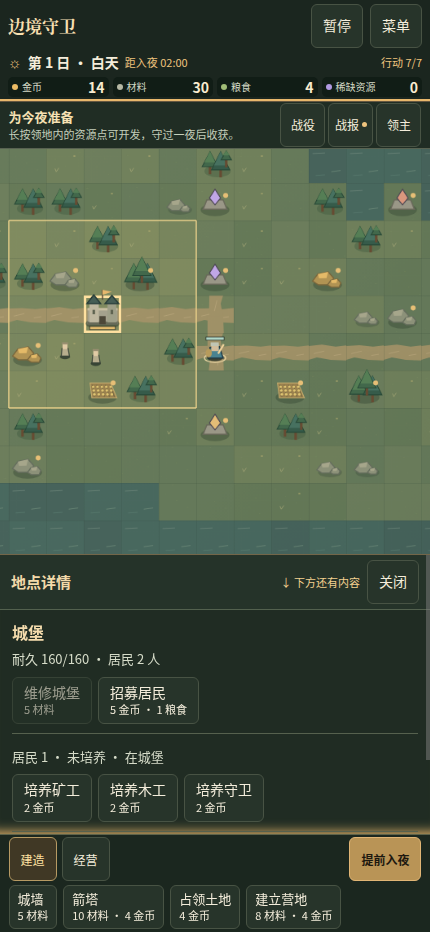 边境守卫
暂停
菜单
☼ 第 1 日 · 白天 距入夜 02:00 行动 7/7
金币 14 材料 30 粮食 4 稀缺资源 0
为今夜准备
长按领地内的资源点可开发，守过一夜后收获。
战役
战报
领主
地点详情
↓ 下方还有内容
关闭
城堡
耐久 160/160 · 居民 2 人
维修城堡
5 材料
招募居民
5 金币 · 1 粮食
居民 1 · 未培养 · 在城堡
培养矿工
2 金币
培养木工
2 金币
培养守卫
2 金币
建造
经营
提前入夜
城墙
5 材料
箭塔
10 材料 · 4 金币
占领土地
4 金币
建立营地
8 材料 · 4 金币